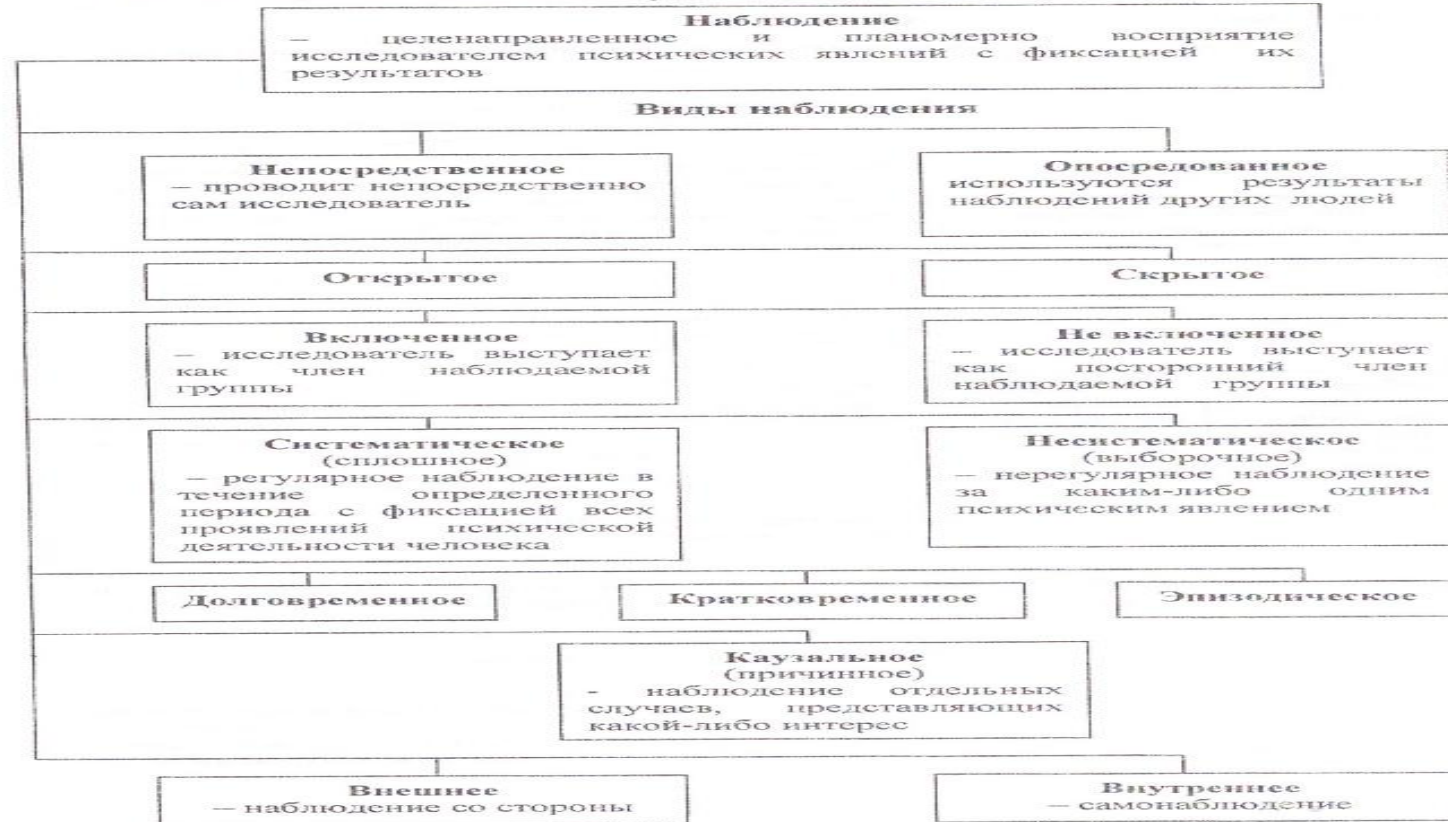 Наблюдение
– целенаправленное и планомерно восприятие
исследователем психических явлений с фиксацией их
результатов
Виды наблюдения
Непосредственное
– проводит непосредственно
сам исследователь
Опосредованное
используются результаты
наблюдений других людей
Открытое
Скрытое
Включенное
– исследователь выступает
как член наблюдаемой
группы
Не включенное
– исследователь выступает
как посторонний член
наблюдаемой группы
Систематическое
(сплошное)
– регулярное наблюдение в
течение определенного
периода с фиксацией всех
проявлений психической
деятельности человека
Несистематическое
(выборочное)
– нерегулярное наблюдение
за каким-либо одним
психическим явлением
Долговременное
Кратковременное
Эпизодическое
Каузальное
(причинное)
- наблюдение отдельных
случаев, представляющих
какой-либо интерес
Внешнее
– наблюдение со стороны
Внутреннее
– самонаблюдение